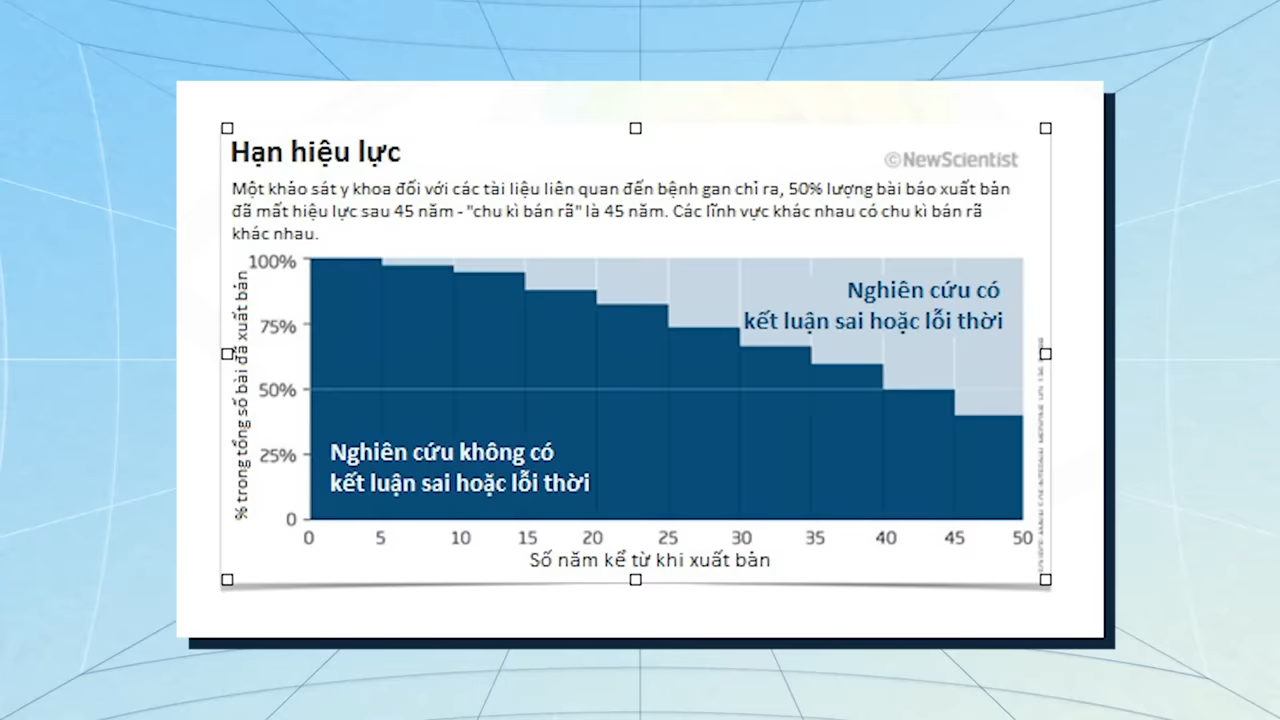 Hạn hiệu lực
©NewScientist
Một khảo sát y khoa đối với các tài liệu liên quan đến bệnh gan chỉ ra, 50% lượng bài báo xuất bản
đã mất hiệu lực sau 45 năm - "chu kì bán rã" là 45 năm. Các lĩnh vực khác nhau có chu kì bán rã
khác nhau.
% trong tổng số bài đã xuất bản
100%
75%
50%
25%
0
Nghiên cứu có
kết luận sai hoặc lỗi thời
Nghiên cứu không có
kết luận sai hoặc lỗi thời
0 5 10 15 20 25 30 35 40 45 50
Số năm kể từ khi xuất bản